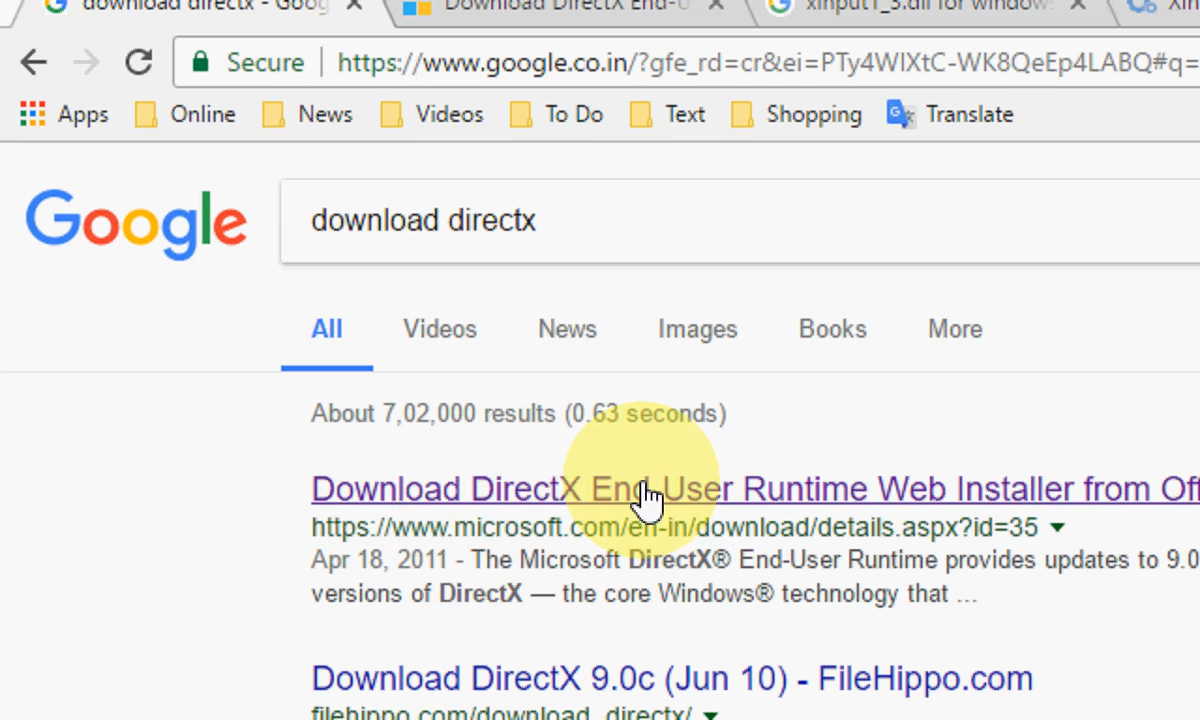 download directx - Goog
Download DirectX End-U
xinput1_3.dll for window
Xin
Secure https://www.google.co.in/?gfe_rd=cr&ei=PTy4WIXtC-WK8QeEp4LABQ#q=
Apps Online News Videos To Do Text Shopping Translate
Google download directx
All Videos News Images Books More
About 7,02,000 results (0.63 seconds)
Download DirectX End-User Runtime Web Installer from Off
https://www.microsoft.com/en-in/download/details.aspx?id=35
Apr 18, 2011 - The Microsoft DirectX® End-User Runtime provides updates to 9.0
versions of DirectX — the core Windows® technology that ...
Download DirectX 9.0c (Jun 10) - FileHippo.com
filehippo.com/download_directx/